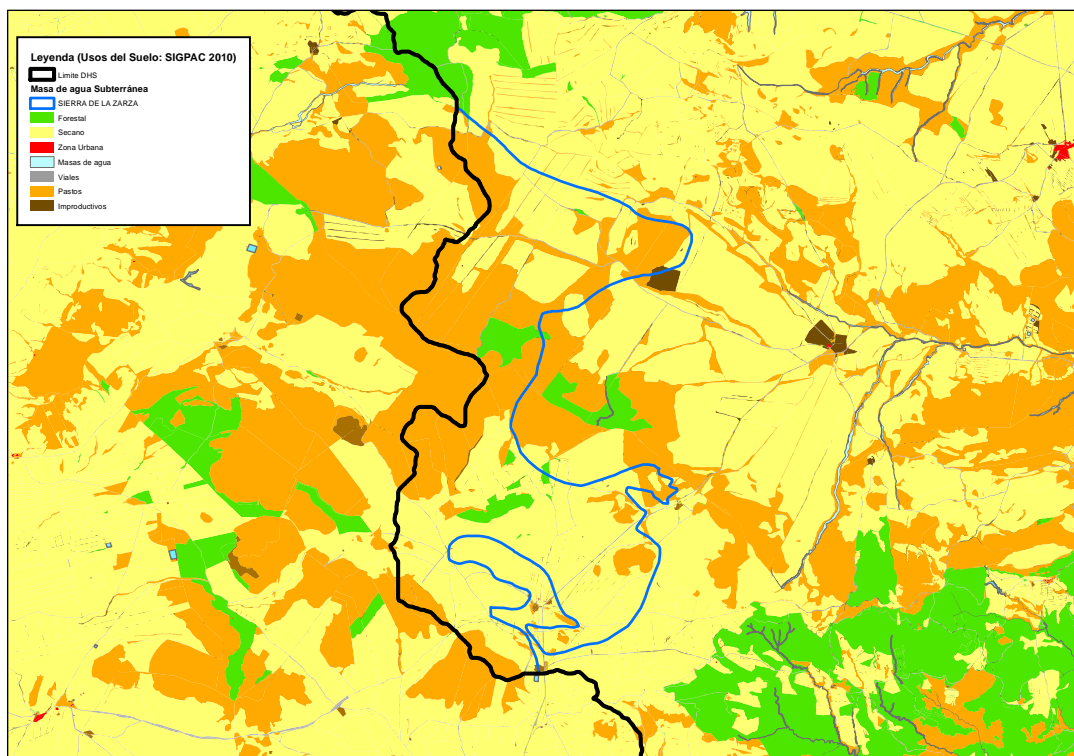 Leyenda (Usos del Suelo: SIGPAC 2010)
Limite DHS
Masa de agua Subterránea
SIERRA DE LA ZARZA
Forestal
Secano
Zona Urbana
Masas de agua
Viales
Pastos
Improductivos